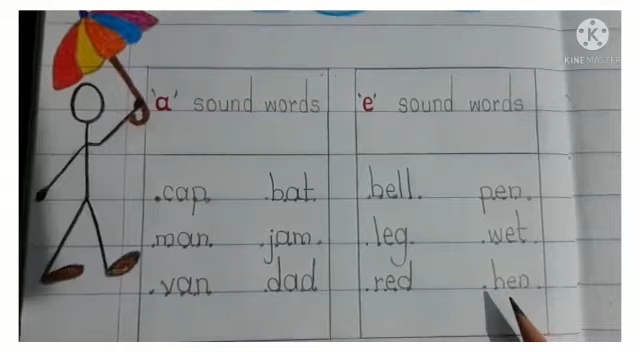 K
KINEMASTER
'a' sound words 'e' sound words
.cap. .bat. .bell. pen.
.man. .jam. .leg. .wet.
.van. .dad .red .hen.